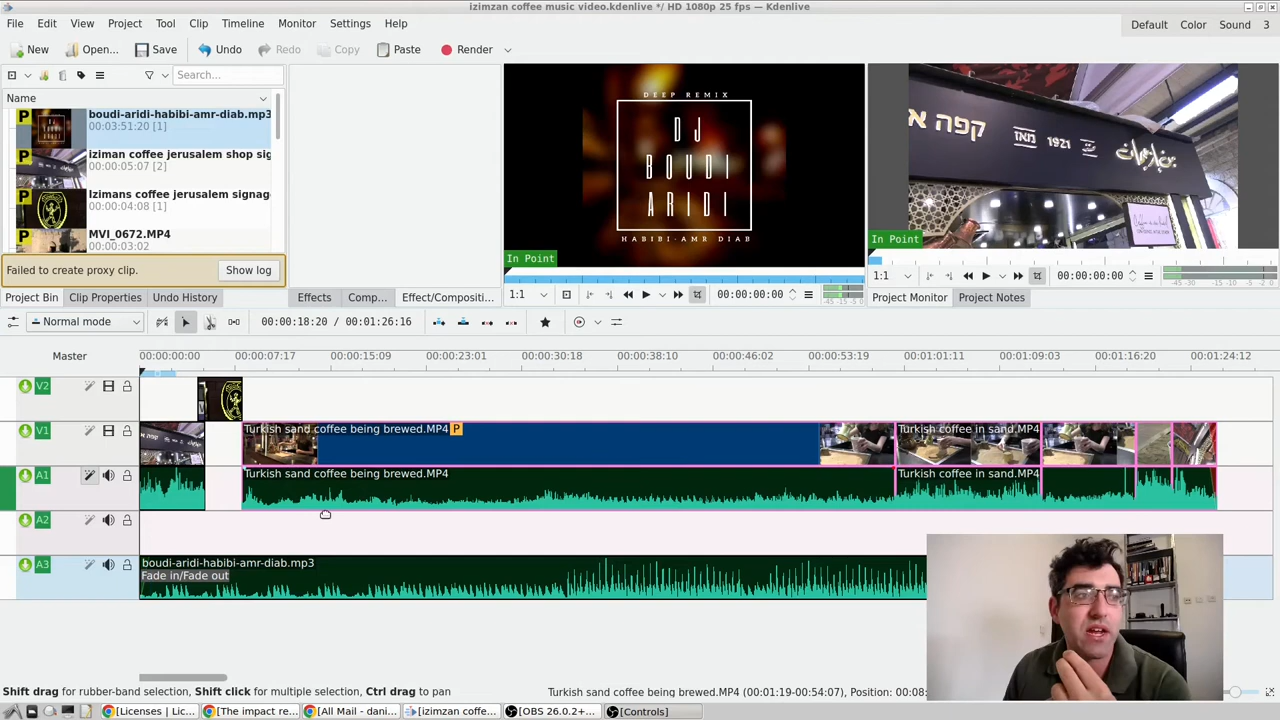 izimzan coffee music video.kdenlive */ HD 1080p 25 fps — Kdenlive
File Edit View Project Tool Clip Timeline Monitor Settings Help
Default Color Sound 3
New Open... Save Undo Redo Copy Paste Render
Search...
Name
boudi-aridi-habibi-amr-diab.mp3
00:03:51:20 [1]
iziman coffee jerusalem shop sig
00:00:05:07 [2]
Izimans coffee jerusalem signage
00:00:04:08 [1]
MVI_0672.MP4
00:00:03:02
Failed to create proxy clip. Show log
Project Bin Clip Properties Undo History
Effects Comp... Effect/Compositi...
DEEP REMIX
DJ
BOUDI
ARIDI
HABIBI-AMR DIAB
In Point
1:1 00:00:00:00
קפה א
מאז 1921
In Point
1:1 00:00:00:00
Project Monitor Project Notes
Normal mode 00:00:18:20 / 00:01:26:16
Master 00:00:00:00 00:00:07:17 00:00:15:09 00:00:23:01 00:00:30:18 00:00:38:10 00:00:46:02 00:00:53:19 00:01:01:11 00:01:09:03 00:01:16:20 00:01:24:12
V2
V1 Turkish sand coffee being brewed.MP4 P Turkish coffee in sand.MP4
A1 Turkish sand coffee being brewed.MP4 Turkish coffee in sand.MP4
A2
A3 boudi-aridi-habibi-amr-diab.mp3
Fade in/Fade out
Shift drag for rubber-band selection, Shift click for multiple selection, Ctrl drag to pan
Turkish sand coffee being brewed.MP4 (00:01:19-00:54:07), Position: 00:08:
[Licenses | Lic... [The impact re... [All Mail - dani... [izimzan coffe... [OBS 26.0.2+... [Controls]